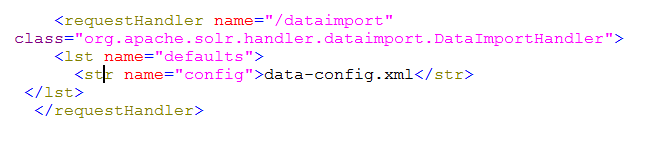 <requestHandler name="/dataimport"
class="org.apache.solr.handler.dataimport.DataImportHandler">
<lst name="defaults">
<str name="config">data-config.xml</str>
</lst>
</requestHandler>